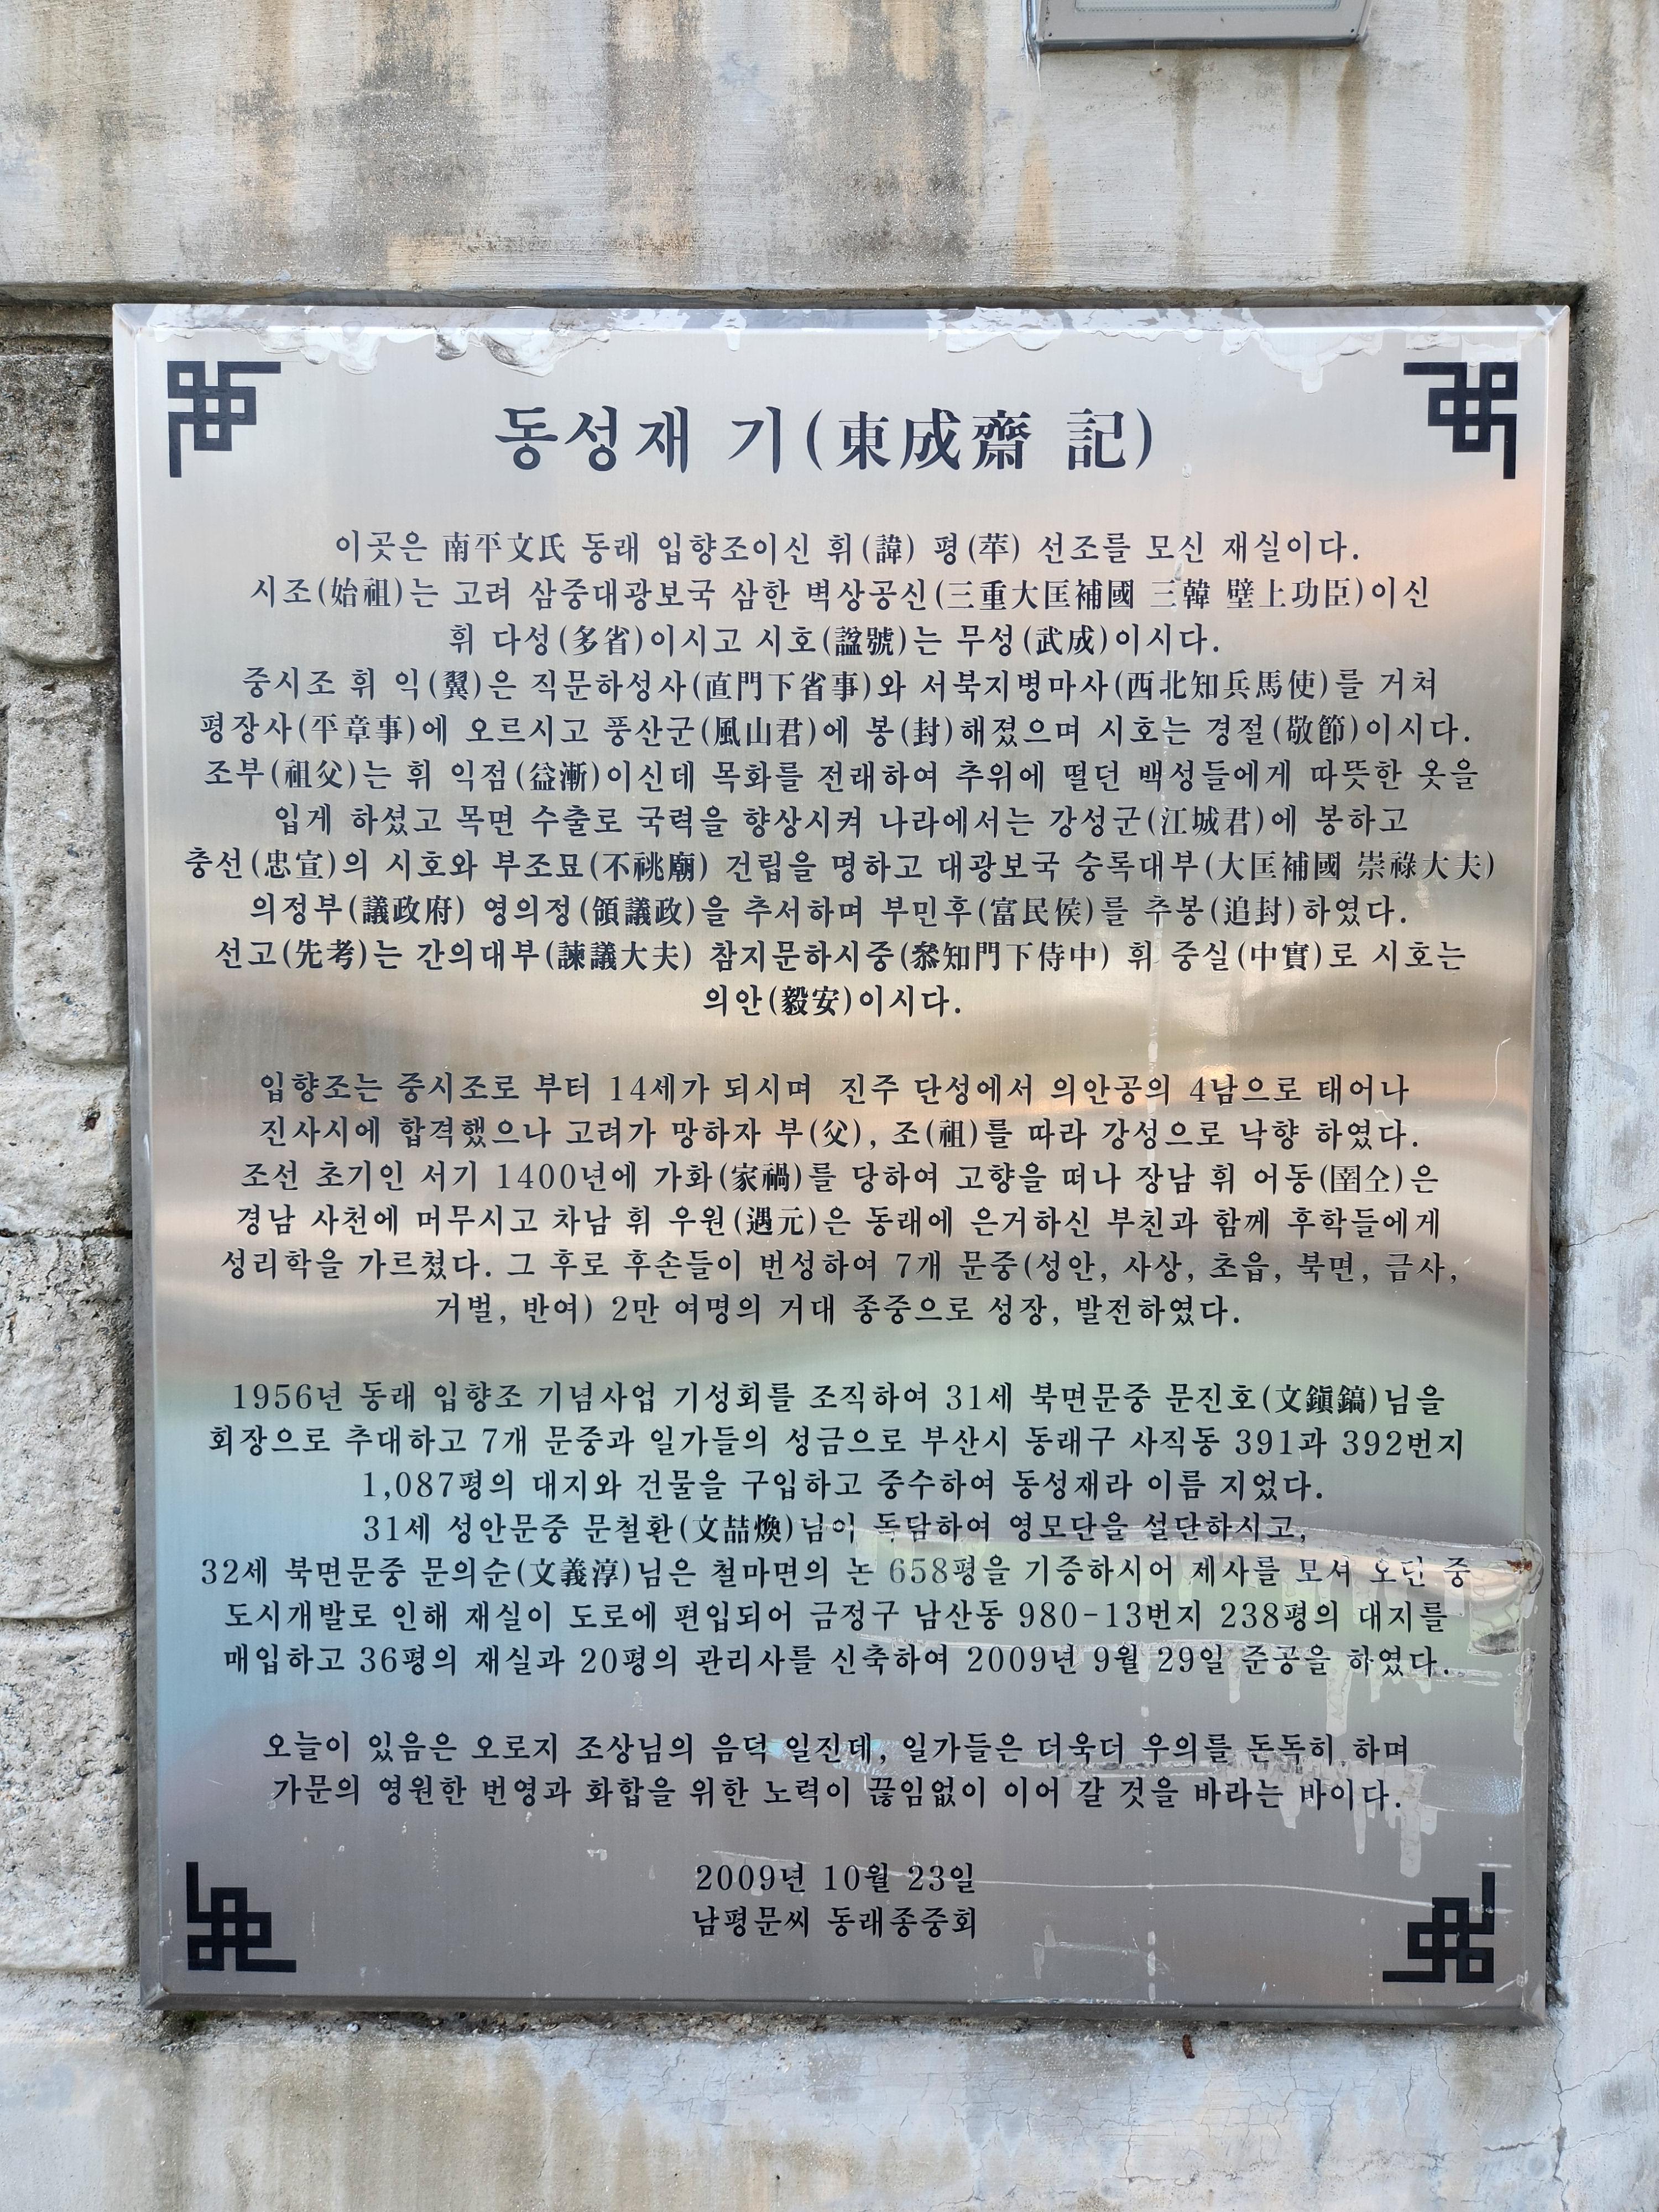 동성재 기(東成齋 記)
이곳은 南平文氏 동래 입향조이신 휘(諱) 평(苹) 선조를 모신 재실이다.
시조(始祖)는 고려 삼중대광보국 삼한 벽상공신(三重大匡補國 三韓 壁上功臣)이신
휘 다성(多省)이시고 시호(諡號)는 무성(武成)이시다.
중시조 휘 익(翼)은 직문하성사(直門下省事)와 서북지병마사(西北知兵馬使)를 거쳐
평장사(平章事)에 오르시고 풍산군(風山君)에 봉(封)해졌으며 시호는 경절(敬節)이시다.
조부(祖父)는 휘 익점(益漸)이신데 목화를 전래하여 추위에 떨던 백성들에게 따뜻한 옷을
입게 하셨고 목면 수출로 국력을 향상시켜 나라에서는 강성군(江城君)에 봉하고
충선(忠宣)의 시호와 부조묘(不祧廟) 건립을 명하고 대광보국 숭록대부(大匡補國 崇祿大夫)
의정부(議政府) 영의정(領議政)을 추서하며 부민후(富民侯)를 추봉(追封)하였다.
선고(先考)는 간의대부(諫議大夫) 참지문하시중(叅知門下侍中) 휘 중실(中實)로 시호는
의안(毅安)이시다.
입향조는 중시조로 부터 14세가 되시며 진주 단성에서 의안공의 4남으로 태어나
진사시에 합격했으나 고려가 망하자 부(父), 조(祖)를 따라 강성으로 낙향 하였다.
조선 초기인 서기 1400년에 가화(家禍)를 당하여 고향을 떠나 장남 휘 어동(圉仝)은
경남 사천에 머무시고 차남 휘 우원(遇元)은 동래에 은거하신 부친과 함께 후학들에게
성리학을 가르쳤다. 그 후로 후손들이 번성하여 7개 문중(성안, 사상, 초읍, 북면, 금사,
거벌, 반여) 2만 여명의 거대 종중으로 성장, 발전하였다.
1956년 동래 입향조 기념사업 기성회를 조직하여 31세 북면문중 문진호(文鎭鎬)님을
회장으로 추대하고 7개 문중과 일가들의 성금으로 부산시 동래구 사직동 391과 392번지
1,087평의 대지와 건물을 구입하고 중수하여 동성재라 이름 지었다.
31세 성안문중 문철환(文喆煥)님이 독담하여 영모단을 설단하시고,
32세 북면문중 문의순(文義淳)님은 철마면의 논 658평을 기증하시어 제사를 모셔 오던 중
도시개발로 인해 재실이 도로에 편입되어 금정구 남산동 980-13번지 238평의 대지를
매입하고 36평의 재실과 20평의 관리사를 신축하여 2009년 9월 29일 준공을 하였다.
오늘이 있음은 오로지 조상님의 음덕 일진데, 일가들은 더욱더 우의를 돈독히 하며
가문의 영원한 번영과 화합을 위한 노력이 끊임없이 이어 갈 것을 바라는 바이다.
2009년 10월 23일
남평문씨 동래종중회